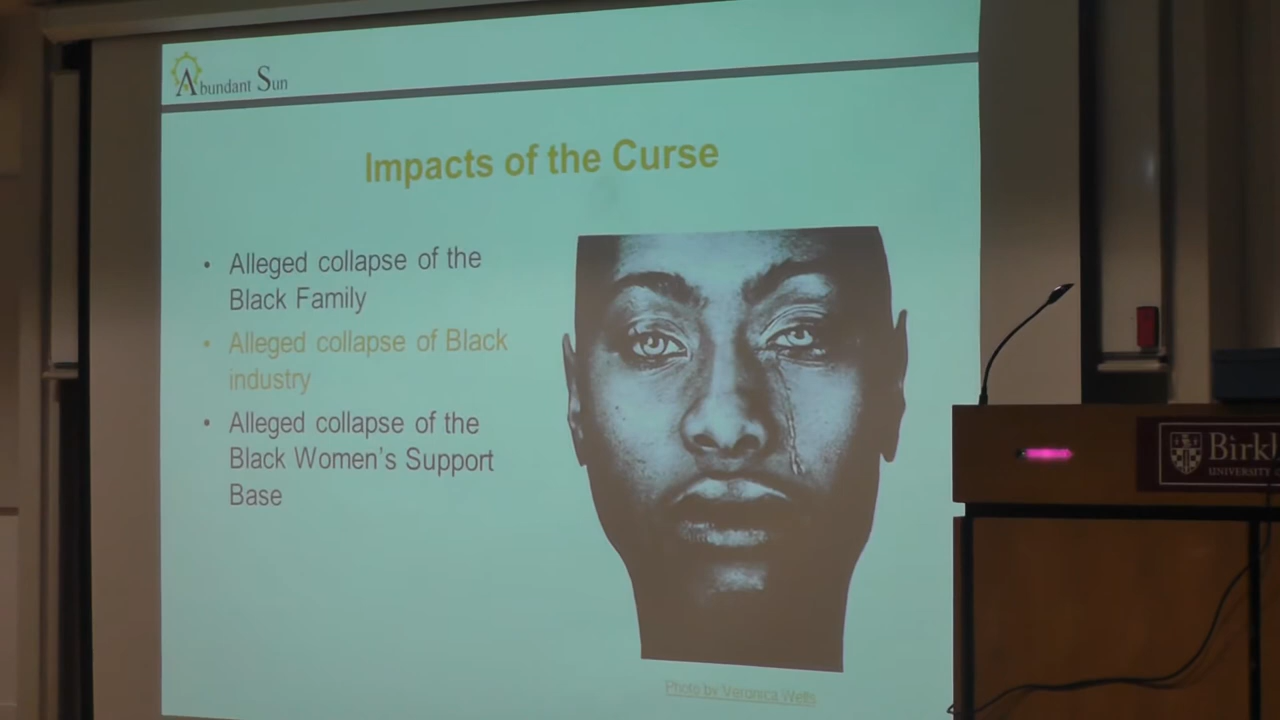 Abundant Sun
Impacts of the Curse
• Alleged collapse of the
Black Family
• Alleged collapse of Black
industry
• Alleged collapse of the
Black Women's Support
Base
Photo by Veronica Wells
UNIVERSITY